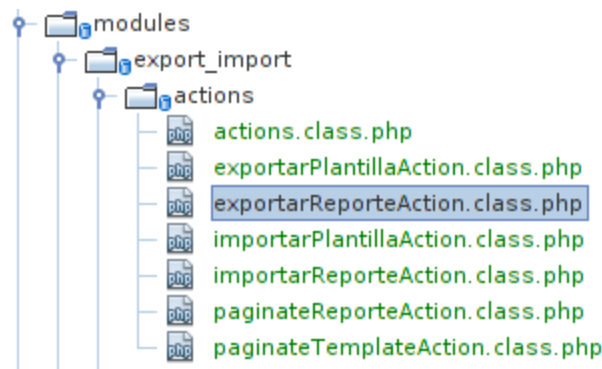 modules
export_import
actions
actions.class.php
exportarPlantillaAction.class.php
exportarReporteAction.class.php
importarPlantillaAction.class.php
importarReporteAction.class.php
paginateReporteAction.class.php
paginateTemplateAction.class.php